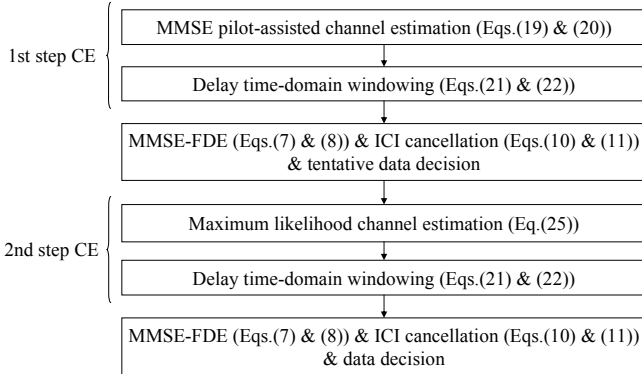 1st step CE
MMSE pilot-assisted channel estimation (Eqs.(19) & (20))
Delay time-domain windowing (Eqs.(21) & (22))
MMSE-FDE (Eqs.(7) & (8)) & ICI cancellation (Eqs.(10) & (11))
& tentative data decision
2nd step CE
Maximum likelihood channel estimation (Eq.(25))
Delay time-domain windowing (Eqs.(21) & (22))
MMSE-FDE (Eqs.(7) & (8)) & ICI cancellation (Eqs.(10) & (11))
& data decision